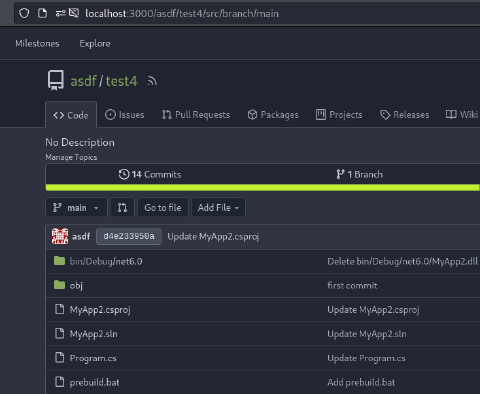 localhost:3000/asdf/test4/src/branch/main
Milestones Explore
asdf/test4
Code Issues Pull Requests Packages Projects Releases Wiki
No Description
Manage Topics
14 Commits 1 Branch
main Go to file Add File
asdf d4e233950a Update MyApp2.csproj
bin/Debug/net6.0 Delete bin/Debug/net6.0/MyApp2.dll
obj first commit
MyApp2.csproj Update MyApp2.csproj
MyApp2.sln Update MyApp2.sln
Program.cs Update Program.cs
prebuild.bat Add prebuild.bat